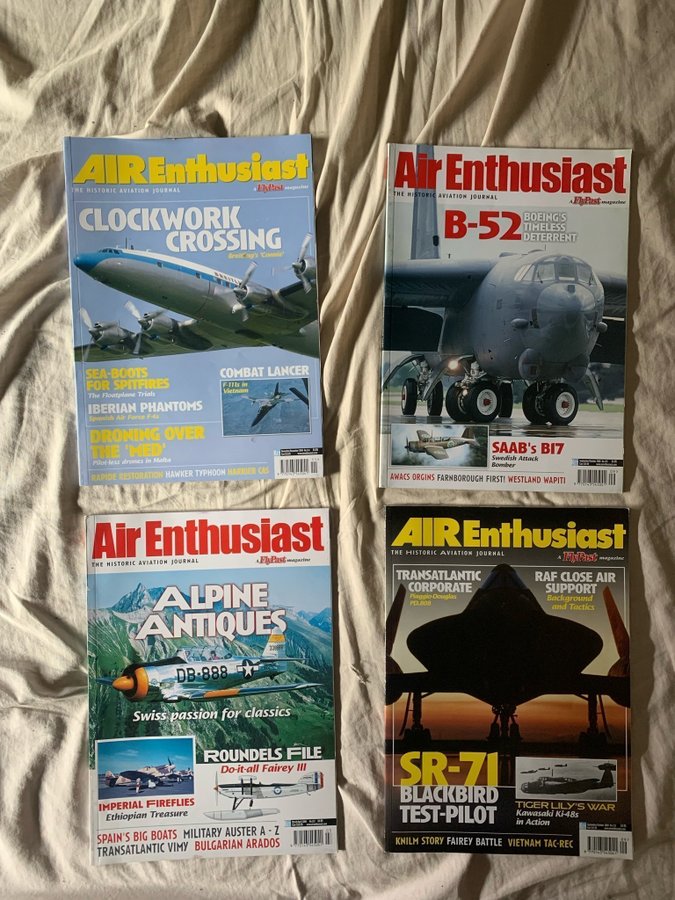 AIR Enthusiast
THE HISTORIC AVIATION JOURNAL
A FlyPast magazine
CLOCKWORK
CROSSING
Breitling's 'Connie'
SEA-BOOTS
FOR SPITFIRES
The Floatplane Trials
IBERIAN PHANTOMS
Spanish Air Force F-4s
DRONING OVER
THE 'MED'
Pilot-less drones in Malta
COMBAT LANCER
F-111s in
Vietnam
RAPIDE RESTORATION HAWKER TYPHOON HARRIER CAS
Air Enthusiast
THE HISTORIC AVIATION JOURNAL
A FlyPast magazine
B-52
BOEING'S
TIMELESS
DETERRENT
SAAB's B17
Swedish Attack
Bomber
AWACS ORGINS FARNBOROUGH FIRST! WESTLAND WAPITI
Air Enthusiast
THE HISTORIC AVIATION JOURNAL
A FlyPast magazine
ALPINE
ANTIQUES
DB-888
Swiss passion for classics
ROUNDELS FILE
Do-it-all Fairey III
IMPERIAL FIREFLIES
Ethiopian Treasure
SPAIN'S BIG BOATS MILITARY AUSTER A - Z
TRANSATLANTIC VIMY BULGARIAN ARADOS
AIR Enthusiast
THE HISTORIC AVIATION JOURNAL
A FlyPast magazine
TRANSATLANTIC
CORPORATE
Piaggio Douglas
PD.808
RAF CLOSE AIR
SUPPORT
Background
and Tactics
SR-71
BLACKBIRD
TEST-PILOT
TIGER LILY'S WAR
Kawasaki Ki-48s
in Action
KNILM STORY FAIREY BATTLE VIETNAM TAC-REC